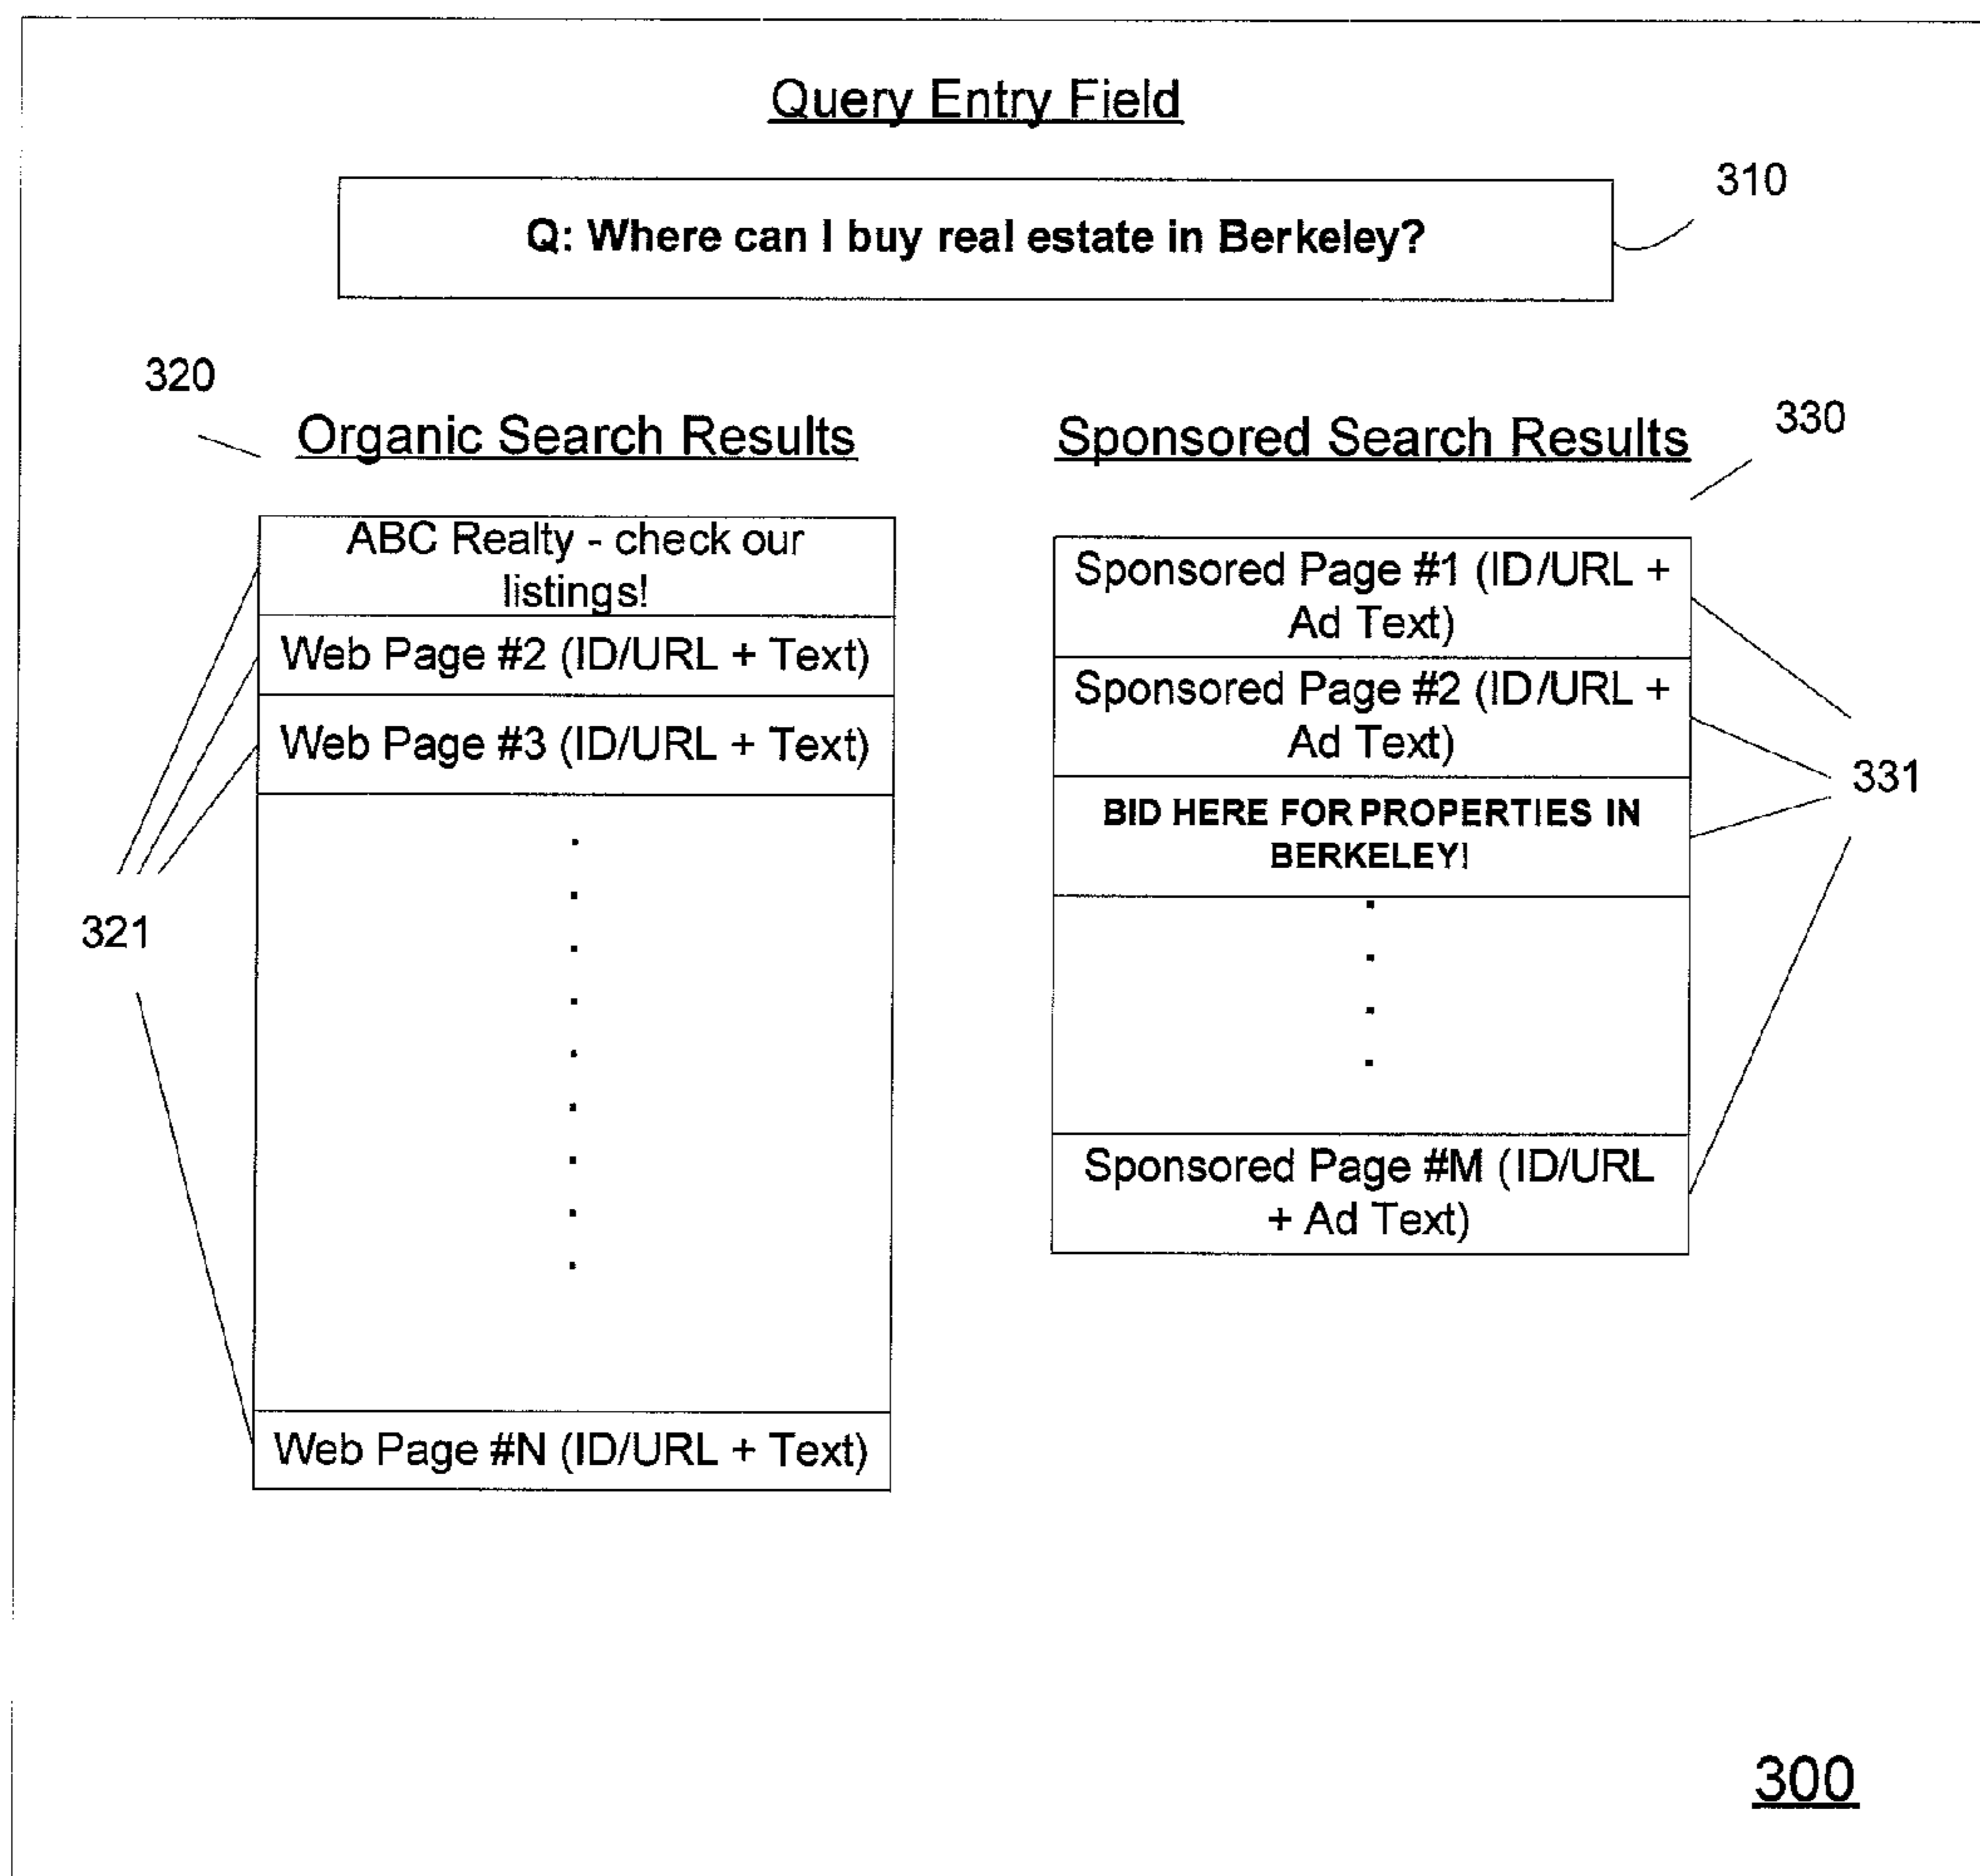 Query Entry Field
310
Q: Where can I buy real estate in Berkeley?
320
Organic Search Results
ABC Realty - check our
listings!
Web Page #2 (ID/URL + Text)
Web Page #3 (ID/URL + Text)
321
Web Page #N (ID/URL + Text)
330
Sponsored Search Results
Sponsored Page #1 (ID/URL +
Ad Text)
Sponsored Page #2 (ID/URL +
Ad Text)
BID HERE FOR PROPERTIES IN
BERKELEY!
331
Sponsored Page #M (ID/URL
+ Ad Text)
300